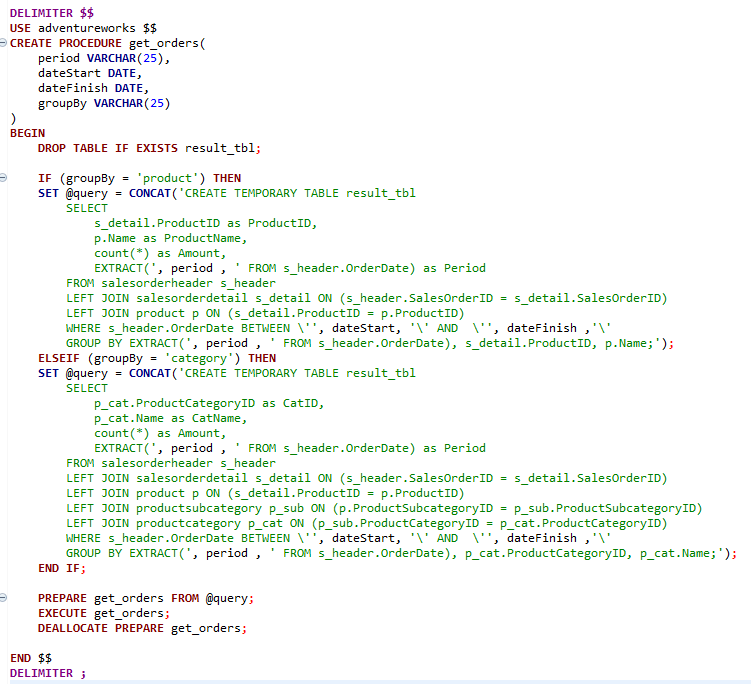 DELIMITER $$
USE adventureworks $$
CREATE PROCEDURE get_orders(
    period VARCHAR(25),
    dateStart DATE,
    dateFinish DATE,
    groupBy VARCHAR(25)
)
BEGIN
    DROP TABLE IF EXISTS result_tbl;

    IF (groupBy = 'product') THEN
    SET @query = CONCAT('CREATE TEMPORARY TABLE result_tbl
        SELECT
            s_detail.ProductID as ProductID,
            p.Name as ProductName,
            count(*) as Amount,
            EXTRACT(', period , ' FROM s_header.OrderDate) as Period
        FROM salesorderheader s_header
        LEFT JOIN salesorderdetail s_detail ON (s_header.SalesOrderID = s_detail.SalesOrderID)
        LEFT JOIN product p ON (s_detail.ProductID = p.ProductID)
        WHERE s_header.OrderDate BETWEEN \'', dateStart, '\' AND  \'', dateFinish ,'\'
        GROUP BY EXTRACT(', period , ' FROM s_header.OrderDate), s_detail.ProductID, p.Name;');
    ELSEIF (groupBy = 'category') THEN
    SET @query = CONCAT('CREATE TEMPORARY TABLE result_tbl
        SELECT
            p_cat.ProductCategoryID as CatID,
            p_cat.Name as CatName,
            count(*) as Amount,
            EXTRACT(', period , ' FROM s_header.OrderDate) as Period
        FROM salesorderheader s_header
        LEFT JOIN salesorderdetail s_detail ON (s_header.SalesOrderID = s_detail.SalesOrderID)
        LEFT JOIN product p ON (s_detail.ProductID = p.ProductID)
        LEFT JOIN productsubcategory p_sub ON (p.ProductSubcategoryID = p_sub.ProductSubcategoryID)
        LEFT JOIN productcategory p_cat ON (p_sub.ProductCategoryID = p_cat.ProductCategoryID)
        WHERE s_header.OrderDate BETWEEN \'', dateStart, '\' AND  \'', dateFinish ,'\'
        GROUP BY EXTRACT(', period , ' FROM s_header.OrderDate), p_cat.ProductCategoryID, p_cat.Name;');
    END IF;

    PREPARE get_orders FROM @query;
    EXECUTE get_orders;
    DEALLOCATE PREPARE get_orders;

END $$
DELIMITER ;